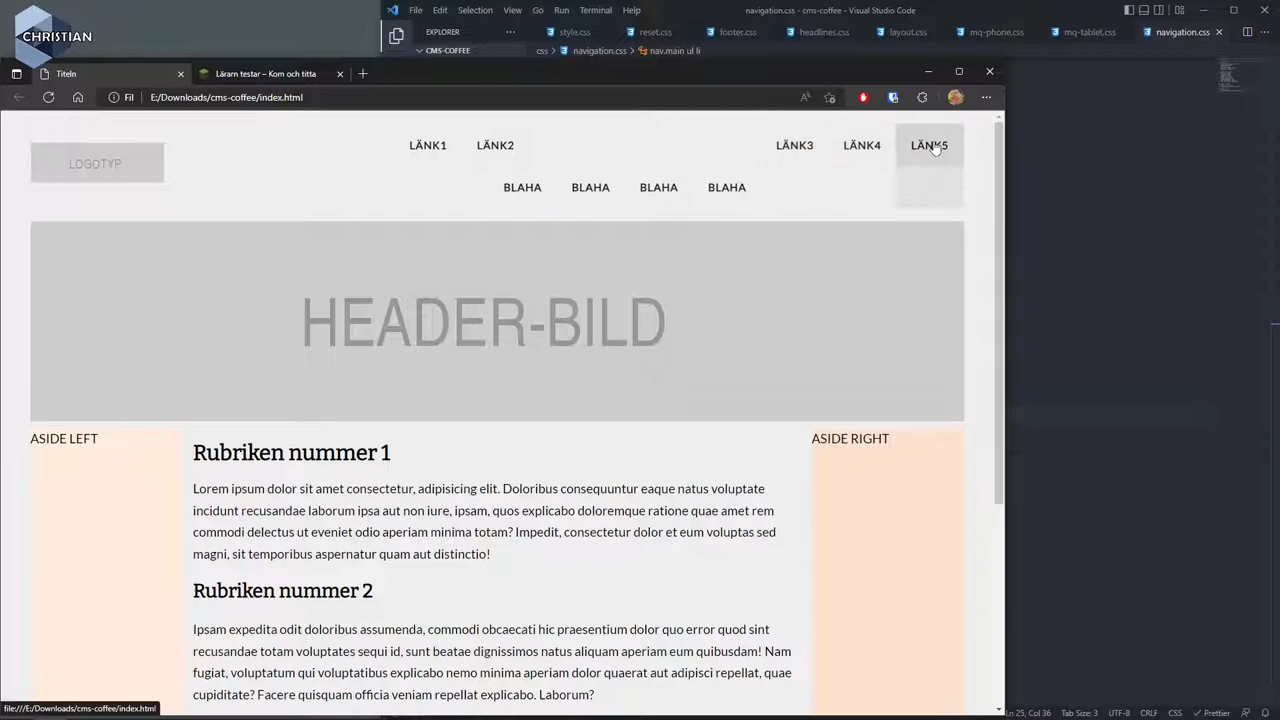 CHRISTIAN
File Edit Selection View Go Run Terminal Help
navigation.css - cms-coffee - Visual Studio Code
EXPLORER
style.css reset.css footer.css headlines.css layout.css mq-phone.css mq-tablet.css navigation.css
CMS-COFFEE
css > navigation.css > nav.main ul li
Titeln
Lärarn testar – Kom och titta
Fil E:/Downloads/cms-coffee/index.html
LOGOTYP
LÄNK1 LÄNK2 LÄNK3 LÄNK4 LÄNK5
BLAHA BLAHA BLAHA BLAHA
HEADER-BILD
ASIDE LEFT
Rubriken nummer 1
Lorem ipsum dolor sit amet consectetur, adipisicing elit. Doloribus consequuntur eaque natus voluptate
incidunt recusandae laborum ipsa aut non iure, ipsam, quos explicabo doloremque ratione quae amet rem
commodi delectus ut eveniet odio aperiam minima totam? Impedit, consectetur dolor et eum voluptas sed
magni, sit temporibus aspernatur quam aut distinctio!
Rubriken nummer 2
Ipsam expedita odit doloribus assumenda, commodi obcaecati hic praesentium dolor quo error quod sint
recusandae totam voluptates sequi id, sunt beatae dignissimos natus aliquam aperiam eum quibusdam! Nam
fugiat, voluptatum qui voluptatibus explicabo nemo minima aperiam dolor quaerat aut adipisci repellat, quae
cupiditate? Facere quisquam officia veniam repellat explicabo. Laborum?
ASIDE RIGHT
file:///E:/Downloads/cms-coffee/index.html
Ln 25, Col 36 Tab Size: 3 UTF-8 CRLF CSS Prettier